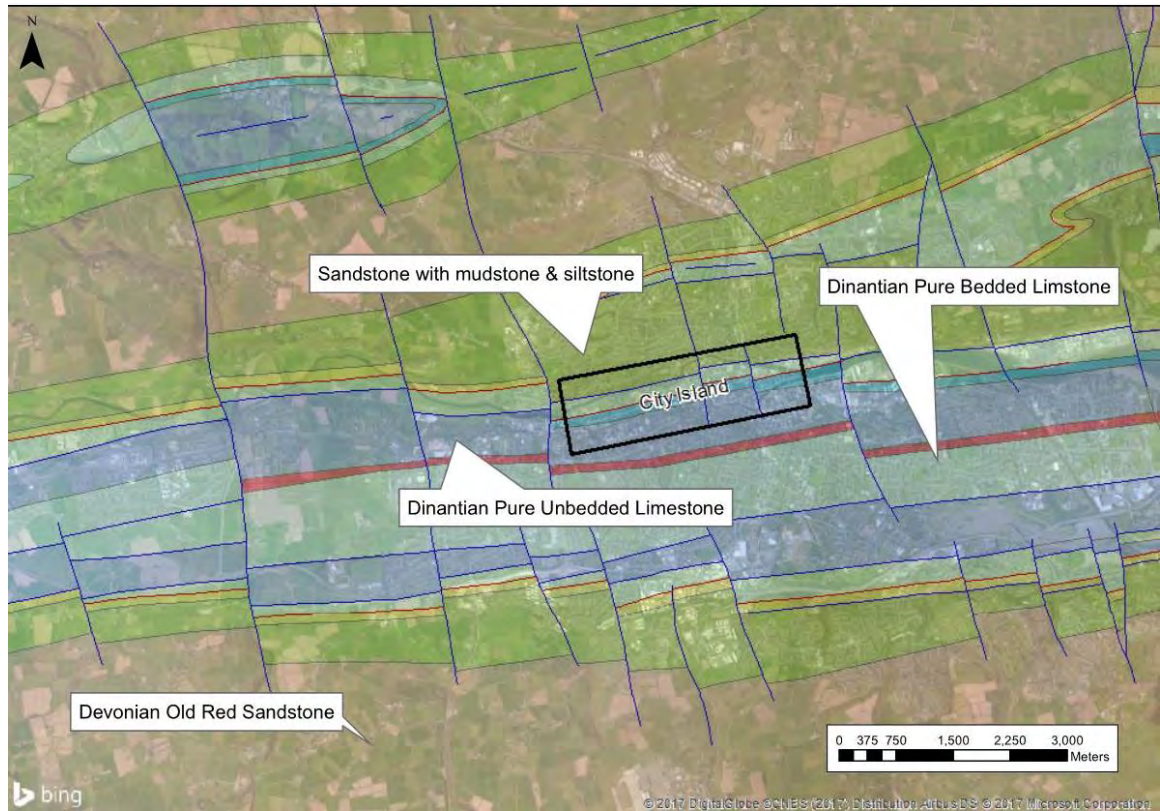 N
Sandstone with mudstone & siltstone
Dinantian Pure Bedded Limstone
City Island
Dinantian Pure Unbedded Limestone
Devonian Old Red Sandstone
0 375 750 1,500 2,250 3,000
Meters
bing
© 2017 DigitalGlobe ©CNES (2017) Distribution Airbus DS © 2017 Microsoft Corporation